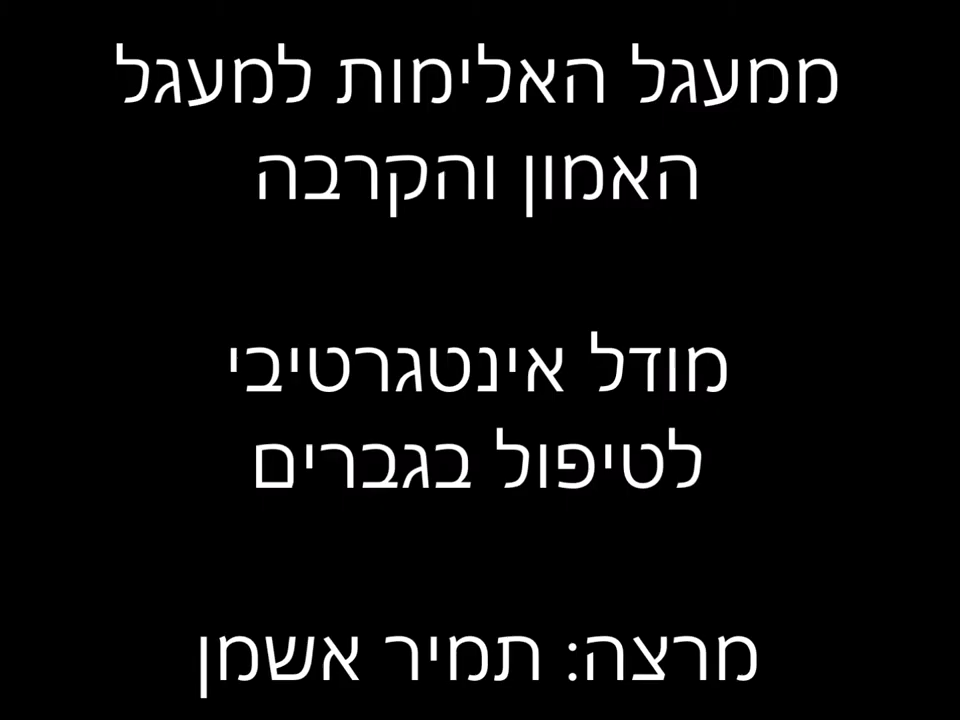 ממעגל האלימות למעגל
האמון והקרבה
מודל אינטגרטיבי
לטיפול בגברים
מרצה: תמיר אשמן